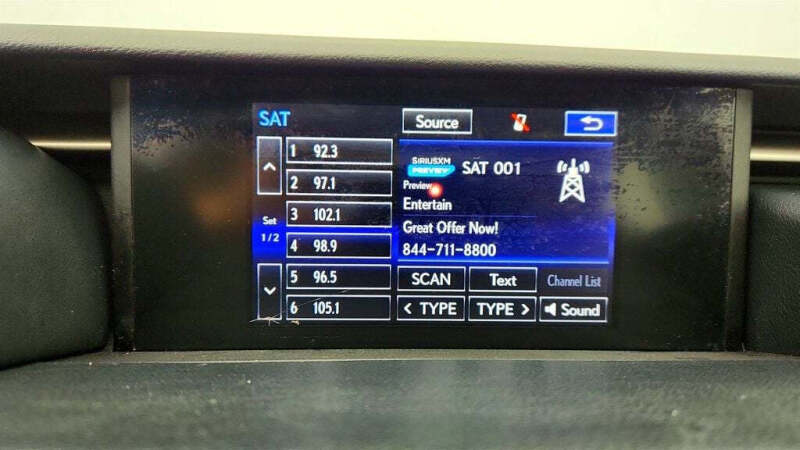 SAT
Source
1 92.3
2 97.1
3 102.1
4 98.9
5 96.5
6 105.1
Set
1/2
SIRIUSXM
PREVIEW
SAT 001
Preview
Entertain
Great Offer Now!
844-711-8800
SCAN
Text
Channel List
< TYPE
TYPE >
Sound